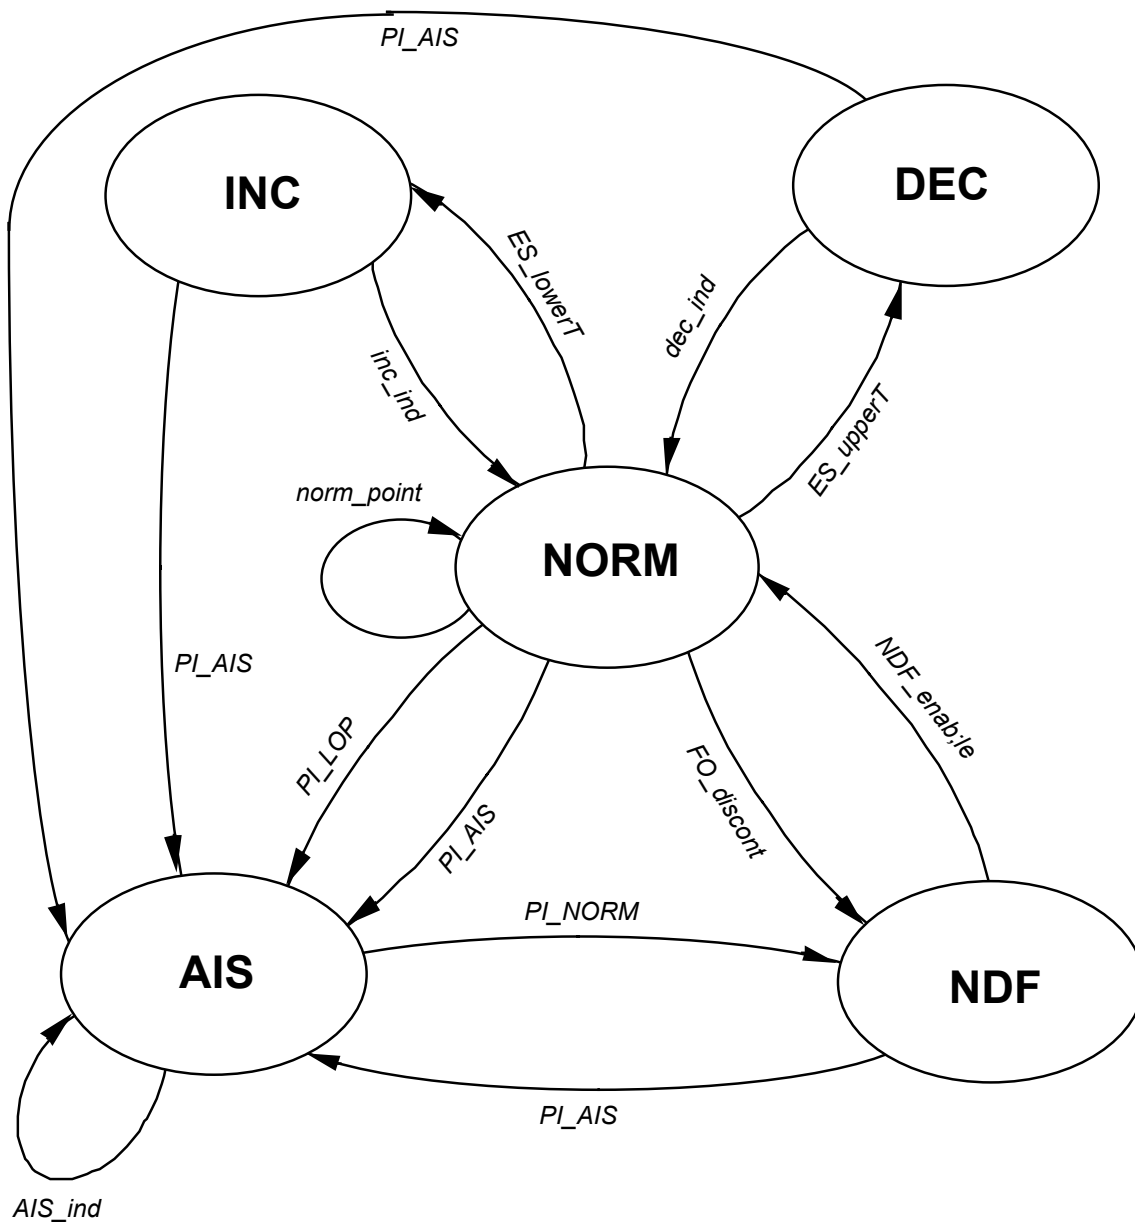 PI_AIS
INC
DEC
ES_lowerT
dec_ind
inc_ind
ES_upperT
norm_point
NORM
PI_AIS
NDF_enab;le
PI_LOP
FO_discont
PI_AIS
PI_NORM
AIS
NDF
PI_AIS
AIS_ind